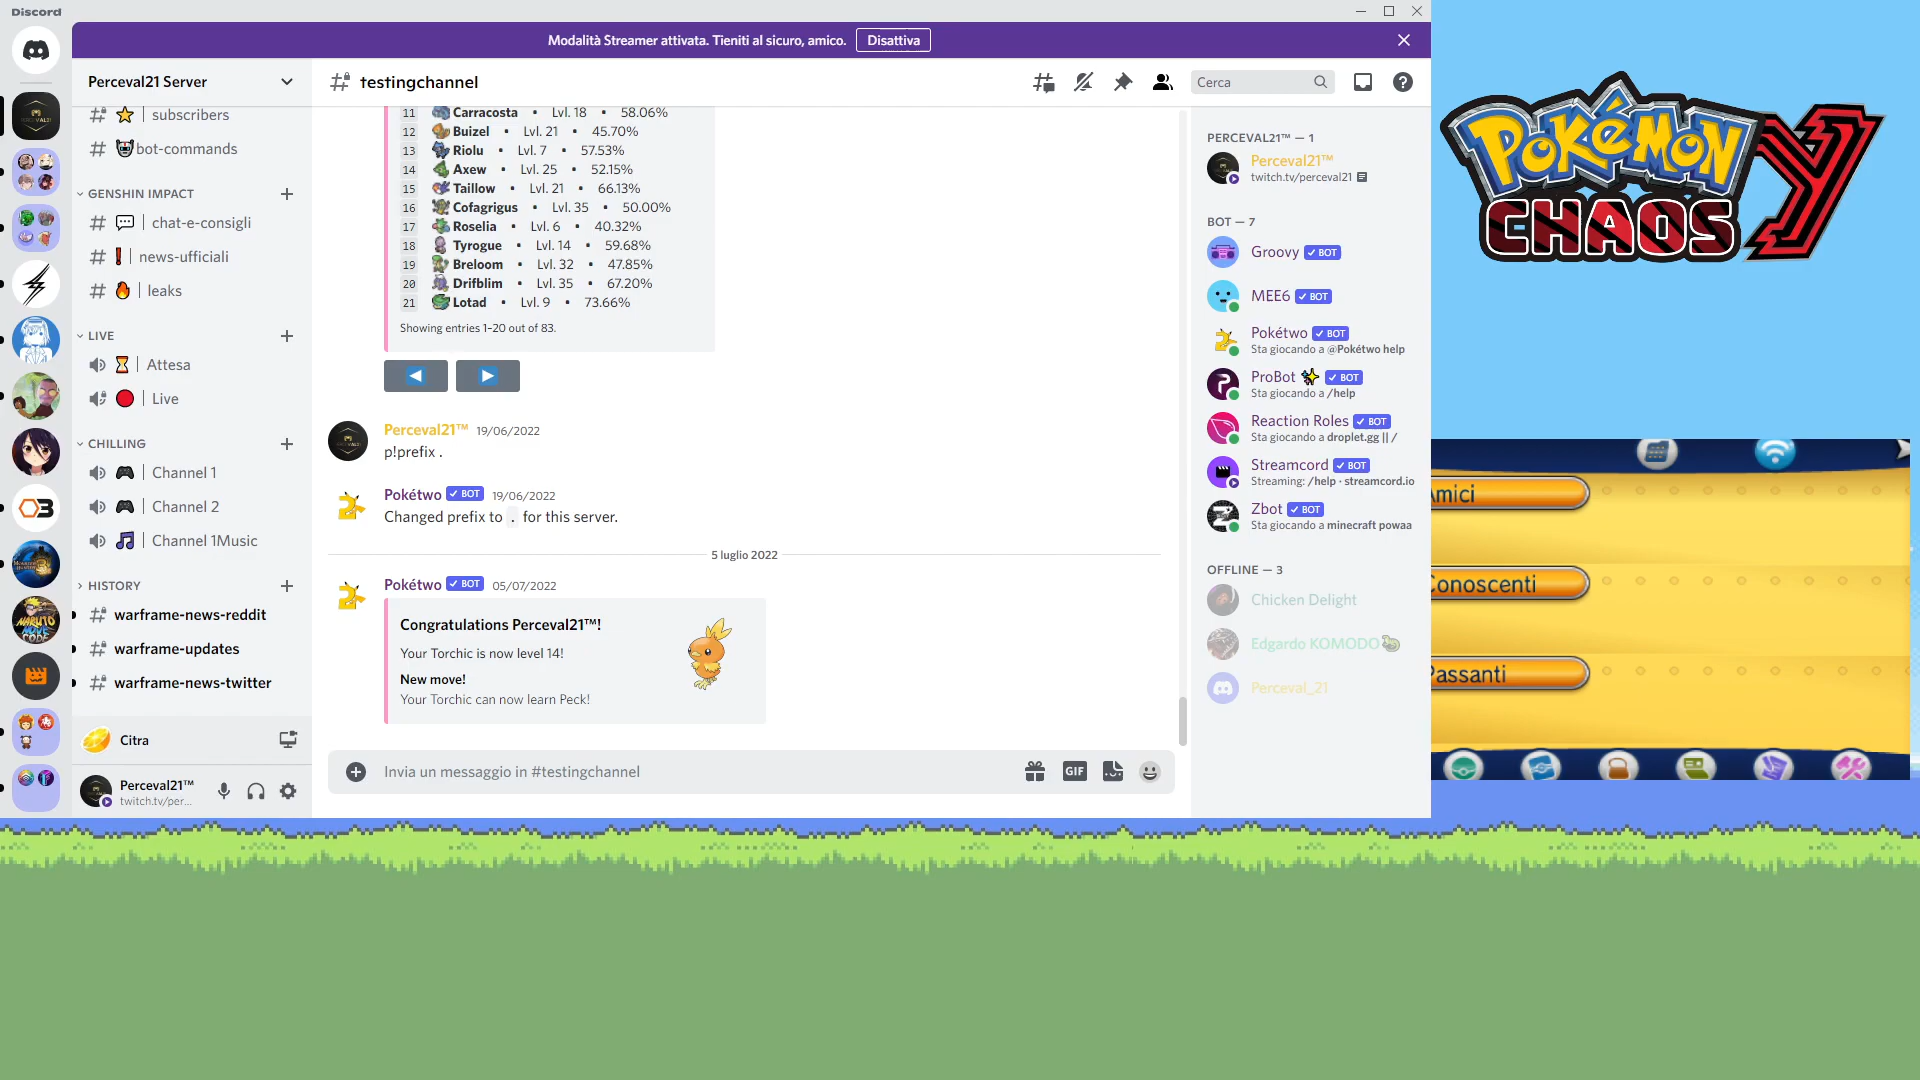 Discord
Modalità Streamer attivata. Tieniti al sicuro, amico. Disattiva
Perceval21 Server
subscribers
bot-commands
GENSHIN IMPACT
chat-e-consigli
news-ufficiali
leaks
LIVE
Attesa
Live
CHILLING
Channel 1
Channel 2
Channel 1Music
HISTORY
warframe-news-reddit
warframe-updates
warframe-news-twitter
Citra
Perceval21™
twitch.tv/per...
testingchannel
Cerca
11 Carracosta • Lvl. 18 • 58.06%
12 Buizel • Lvl. 21 • 45.70%
13 Riolu • Lvl. 7 • 57.53%
14 Axew • Lvl. 25 • 52.15%
15 Taillow • Lvl. 21 • 66.13%
16 Cofagrigus • Lvl. 35 • 50.00%
17 Roselia • Lvl. 6 • 40.32%
18 Tyrogue • Lvl. 14 • 59.68%
19 Breloom • Lvl. 32 • 47.85%
20 Drifblim • Lvl. 35 • 67.20%
21 Lotad • Lvl. 9 • 73.66%
Showing entries 1–20 out of 83.
Perceval21™ 19/06/2022
p!prefix .
Pokétwo BOT 19/06/2022
Changed prefix to . for this server.
5 luglio 2022
Pokétwo BOT 05/07/2022
Congratulations Perceval21™!
Your Torchic is now level 14!
New move!
Your Torchic can now learn Peck!
Invia un messaggio in #testingchannel
GIF
PERCEVAL21™ — 1
Perceval21™
twitch.tv/perceval21
BOT — 7
Groovy BOT
MEE6 BOT
Pokétwo BOT
Sta giocando a @Pokétwo help
ProBot BOT
Sta giocando a /help
Reaction Roles BOT
Sta giocando a droplet.gg || /
Streamcord BOT
Streaming: /help · streamcord.io
Zbot BOT
Sta giocando a minecraft powaa
OFFLINE — 3
Chicken Delight
Edgardo KOMODO
Perceval_21
POKÉMON
CHAOS Y
Amici
Conoscenti
Passanti